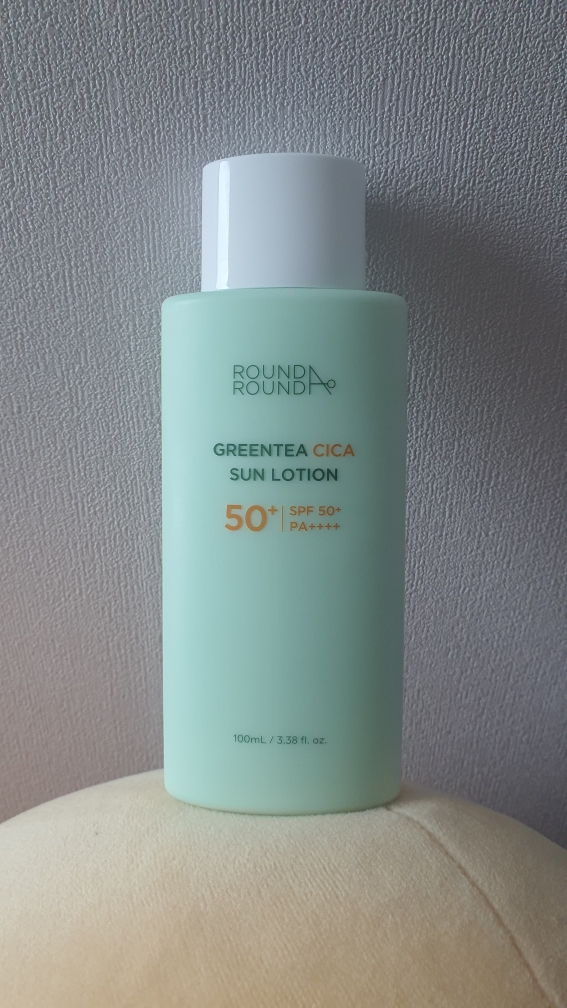 ROUND A
ROUND
GREENTEA CICA
SUN LOTION
50+ SPF 50+
PA++++
100mL / 3.38 fl. oz.